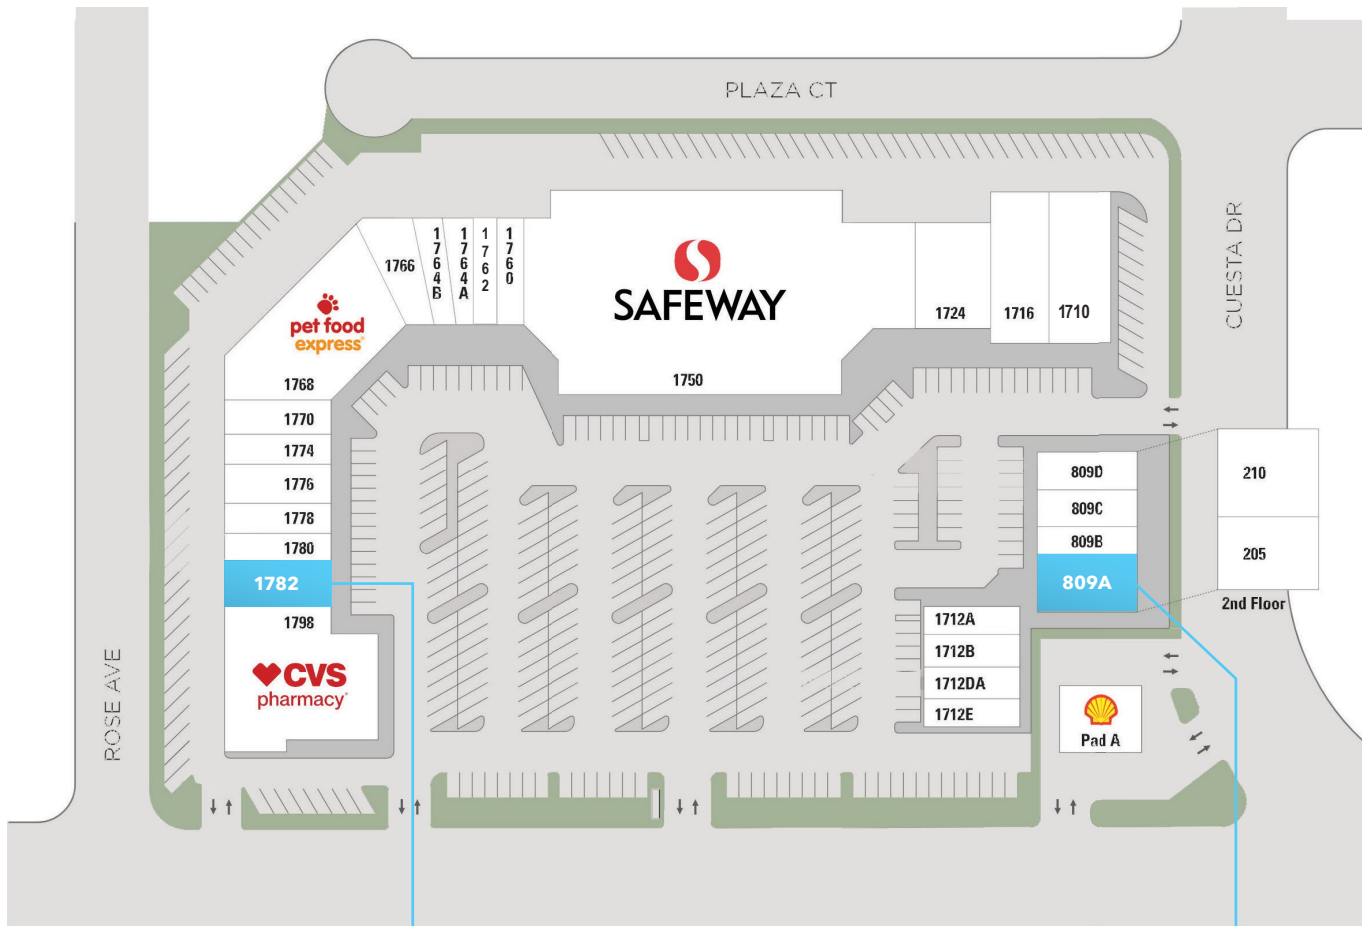 PLAZA CT
CUESTA DR
ROSE AVE
1766
1764B
1764A
1762
1760
SAFEWAY
1750
1724
1716
1710
pet food
express
1768
1770
1774
1776
1778
1780
1782
1798
CVS
pharmacy
809D
809C
809B
809A
210
205
2nd Floor
1712A
1712B
1712DA
1712E
Pad A